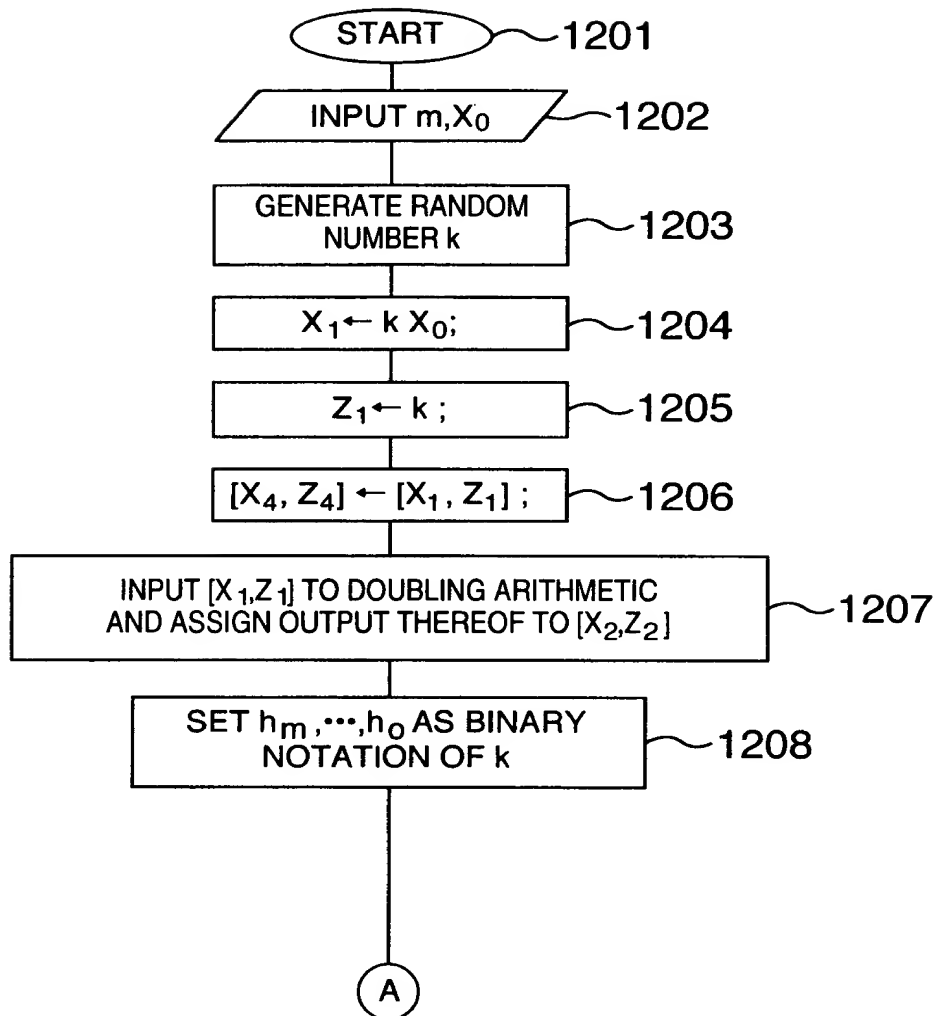 START 1201
INPUT m,X₀ 1202
GENERATE RANDOM
NUMBER k 1203
X₁ ← k X₀; 1204
Z₁ ← k ; 1205
[X₄, Z₄] ← [X₁, Z₁] ; 1206
INPUT [X₁,Z₁] TO DOUBLING ARITHMETIC
AND ASSIGN OUTPUT THEREOF TO [X₂,Z₂] 1207
SET hₘ,⋯,h₀ AS BINARY
NOTATION OF k 1208
A